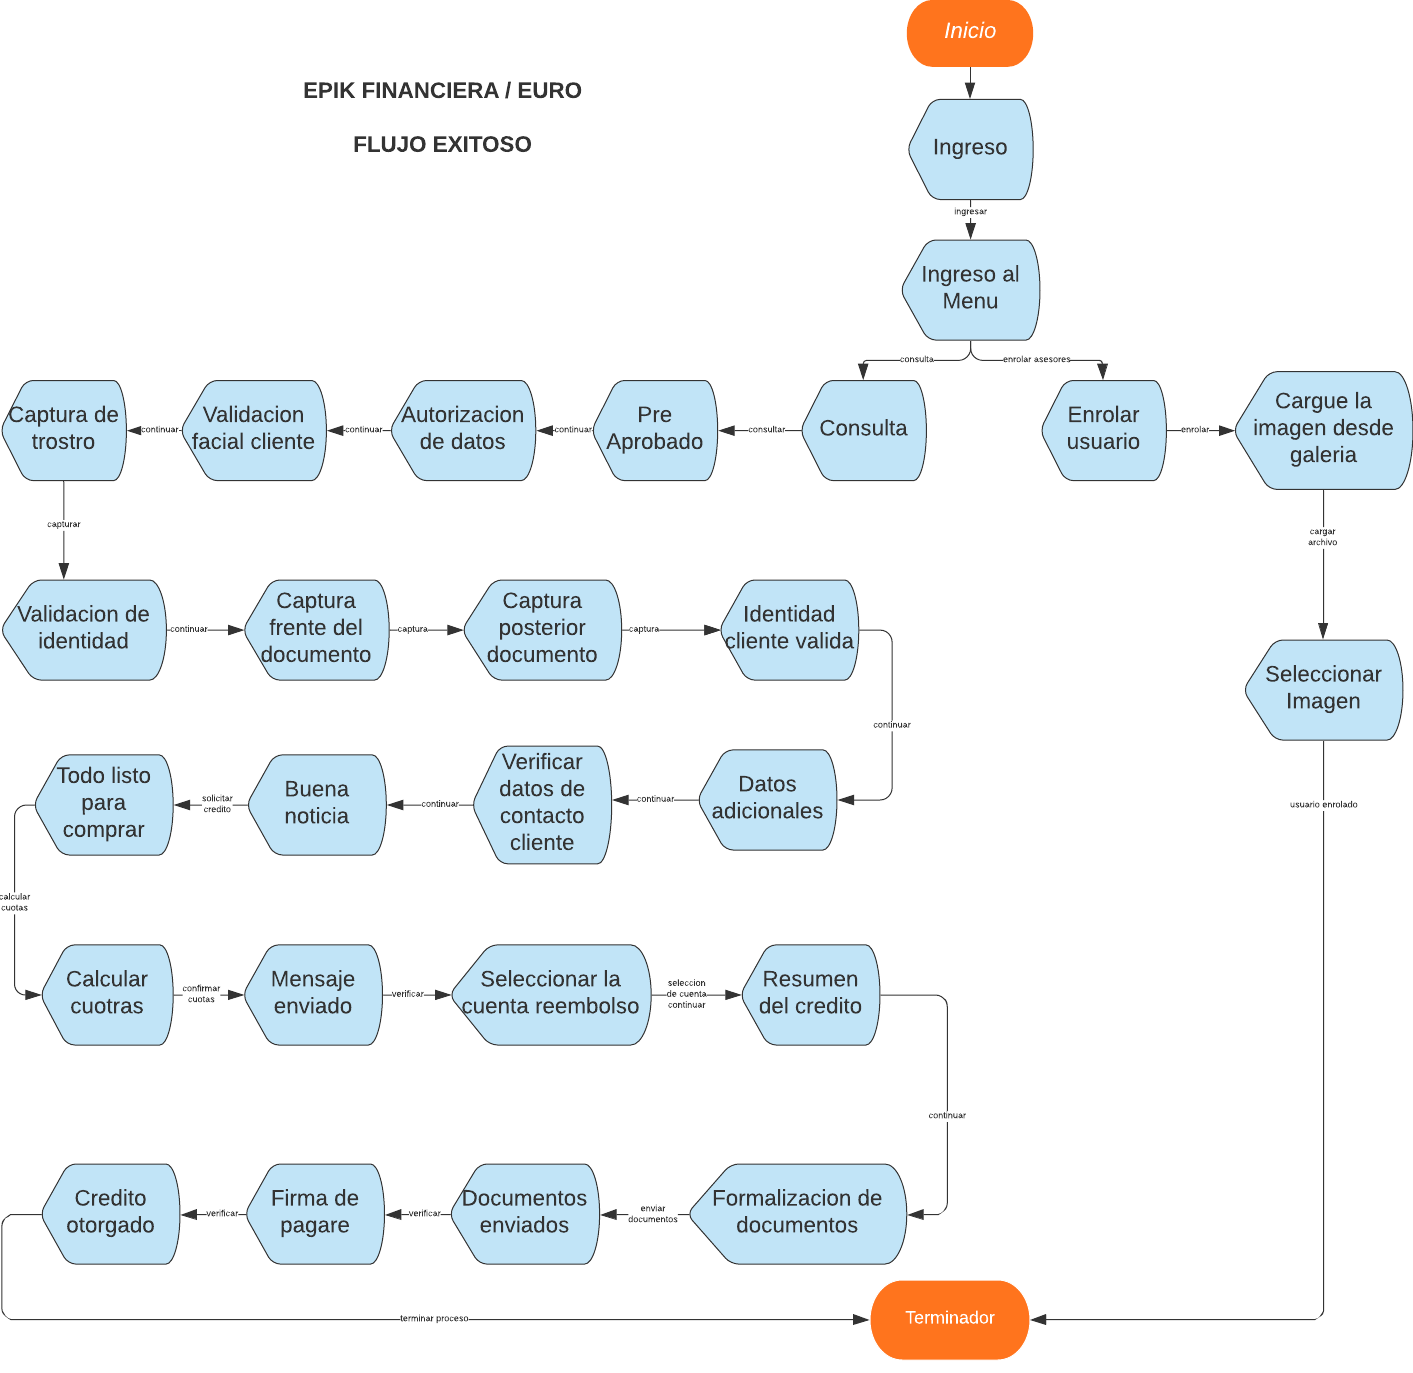 Inicio
EPIK FINANCIERA / EURO
FLUJO EXITOSO
Ingreso
ingresar
Ingreso al
Menu
consulta
enrolar asesores
Captura de
trostro
continuar
Validacion
facial cliente
continuar
Autorizacion
de datos
continuar
Pre
Aprobado
consultar
Consulta
Enrolar
usuario
enrolar
Cargue la
imagen desde
galeria
capturar
cargar
archivo
Validacion de
identidad
continuar
Captura
frente del
documento
captura
Captura
posterior
documento
captura
Identidad
cliente valida
Seleccionar
Imagen
continuar
Todo listo
para
comprar
solicitar
credito
Buena
noticia
continuar
Verificar
datos de
contacto
cliente
continuar
Datos
adicionales
usuario enrolado
calcular
cuotas
Calcular
cuotras
confirmar
cuotas
Mensaje
enviado
verificar
Seleccionar la
cuenta reembolso
seleccion
de cuenta
continuar
Resumen
del credito
continuar
Credito
otorgado
verificar
Firma de
pagare
verificar
Documentos
enviados
enviar
documentos
Formalizacion de
documentos
terminar proceso
Terminador